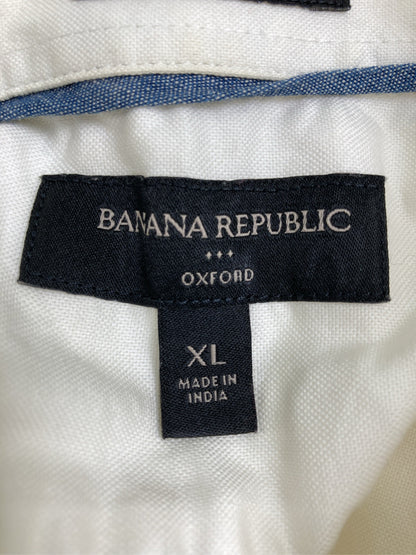 BANANA REPUBLIC
OXFORD
XL
MADE IN
INDIA